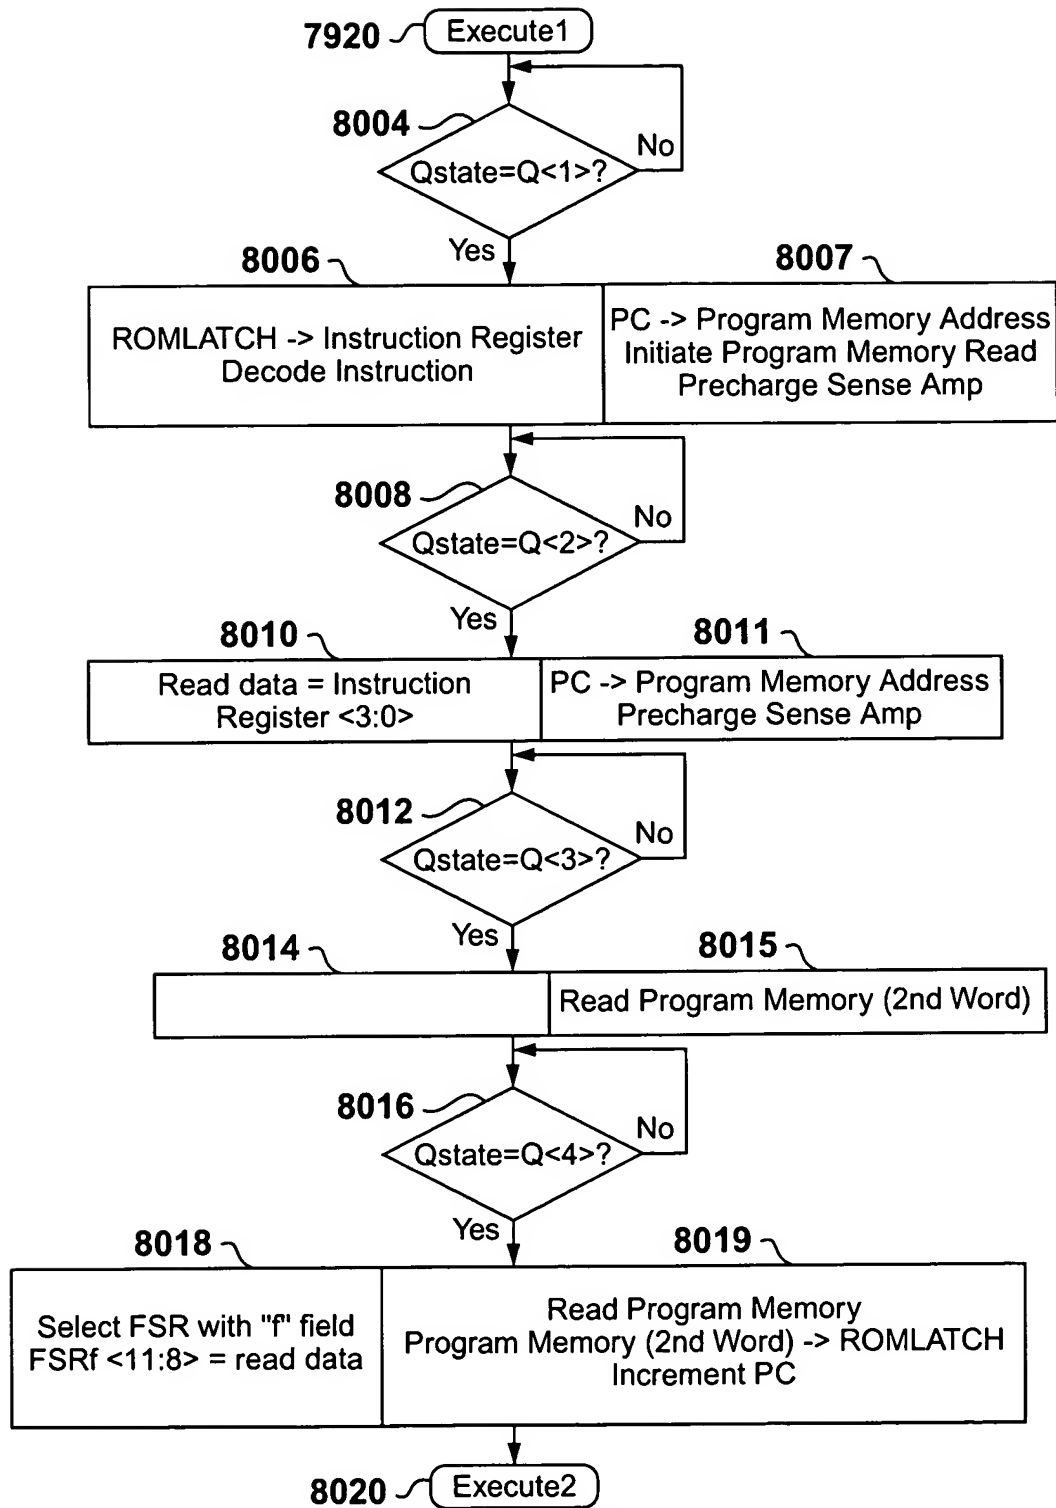 7920 Execute1
8004
Qstate=Q<1>?
No
Yes
8006
8007
ROMLATCH -> Instruction Register
Decode Instruction
PC -> Program Memory Address
Initiate Program Memory Read
Precharge Sense Amp
8008
Qstate=Q<2>?
No
Yes
8010
8011
Read data = Instruction
Register <3:0>
PC -> Program Memory Address
Precharge Sense Amp
8012
Qstate=Q<3>?
No
Yes
8014
8015
Read Program Memory (2nd Word)
8016
Qstate=Q<4>?
No
Yes
8018
8019
Select FSR with "f" field
FSRf <11:8> = read data
Read Program Memory
Program Memory (2nd Word) -> ROMLATCH
Increment PC
8020 Execute2